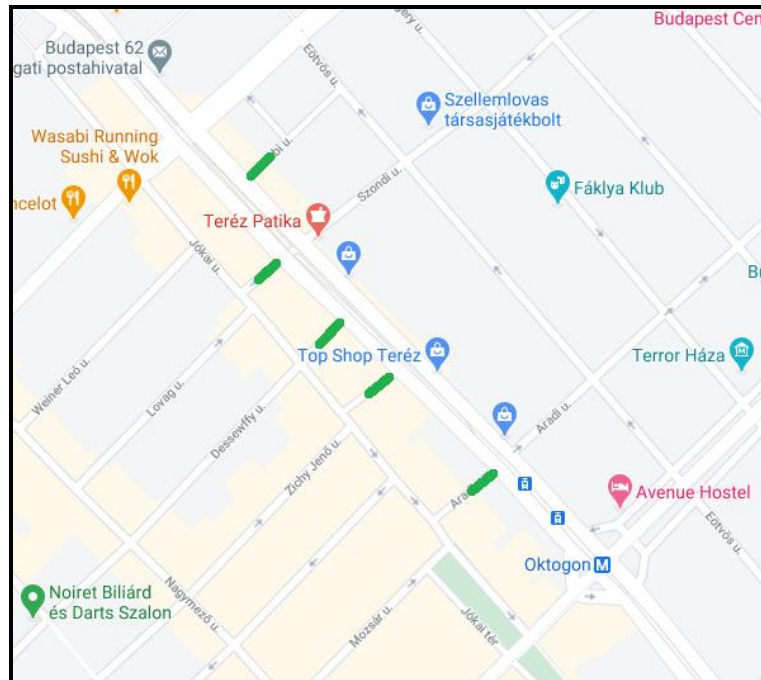 Budapest Cen
Budapest 62
gati postahivatal
Eötvös u.
gery u.
Szellemlovas
társasjátékbolt
Wasabi Running
Sushi & Wok
bi u.
ncelot
Szondi u.
Fáklya Klub
Teréz Patika
Jókai u.
B
Top Shop Teréz
Terror Háza
Weiner Leó u.
Lovag u.
Dessewffy u.
Aradi u.
Zichy Jenő u.
Arad
Avenue Hostel
Eötvös u.
Oktogon M
Noiret Biliárd
és Darts Szalon
Nagymező u.
Mozsár u.
Jókai tér